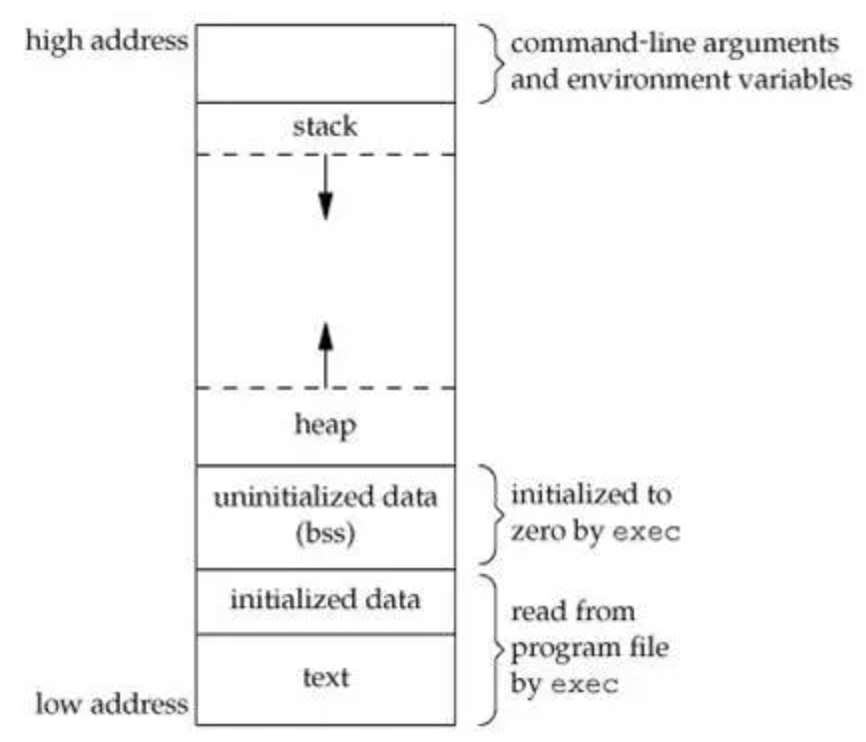 high address
command-line arguments
and environment variables
stack
heap
uninitialized data
(bss)
initialized to
zero by exec
initialized data
read from
program file
by exec
text
low address